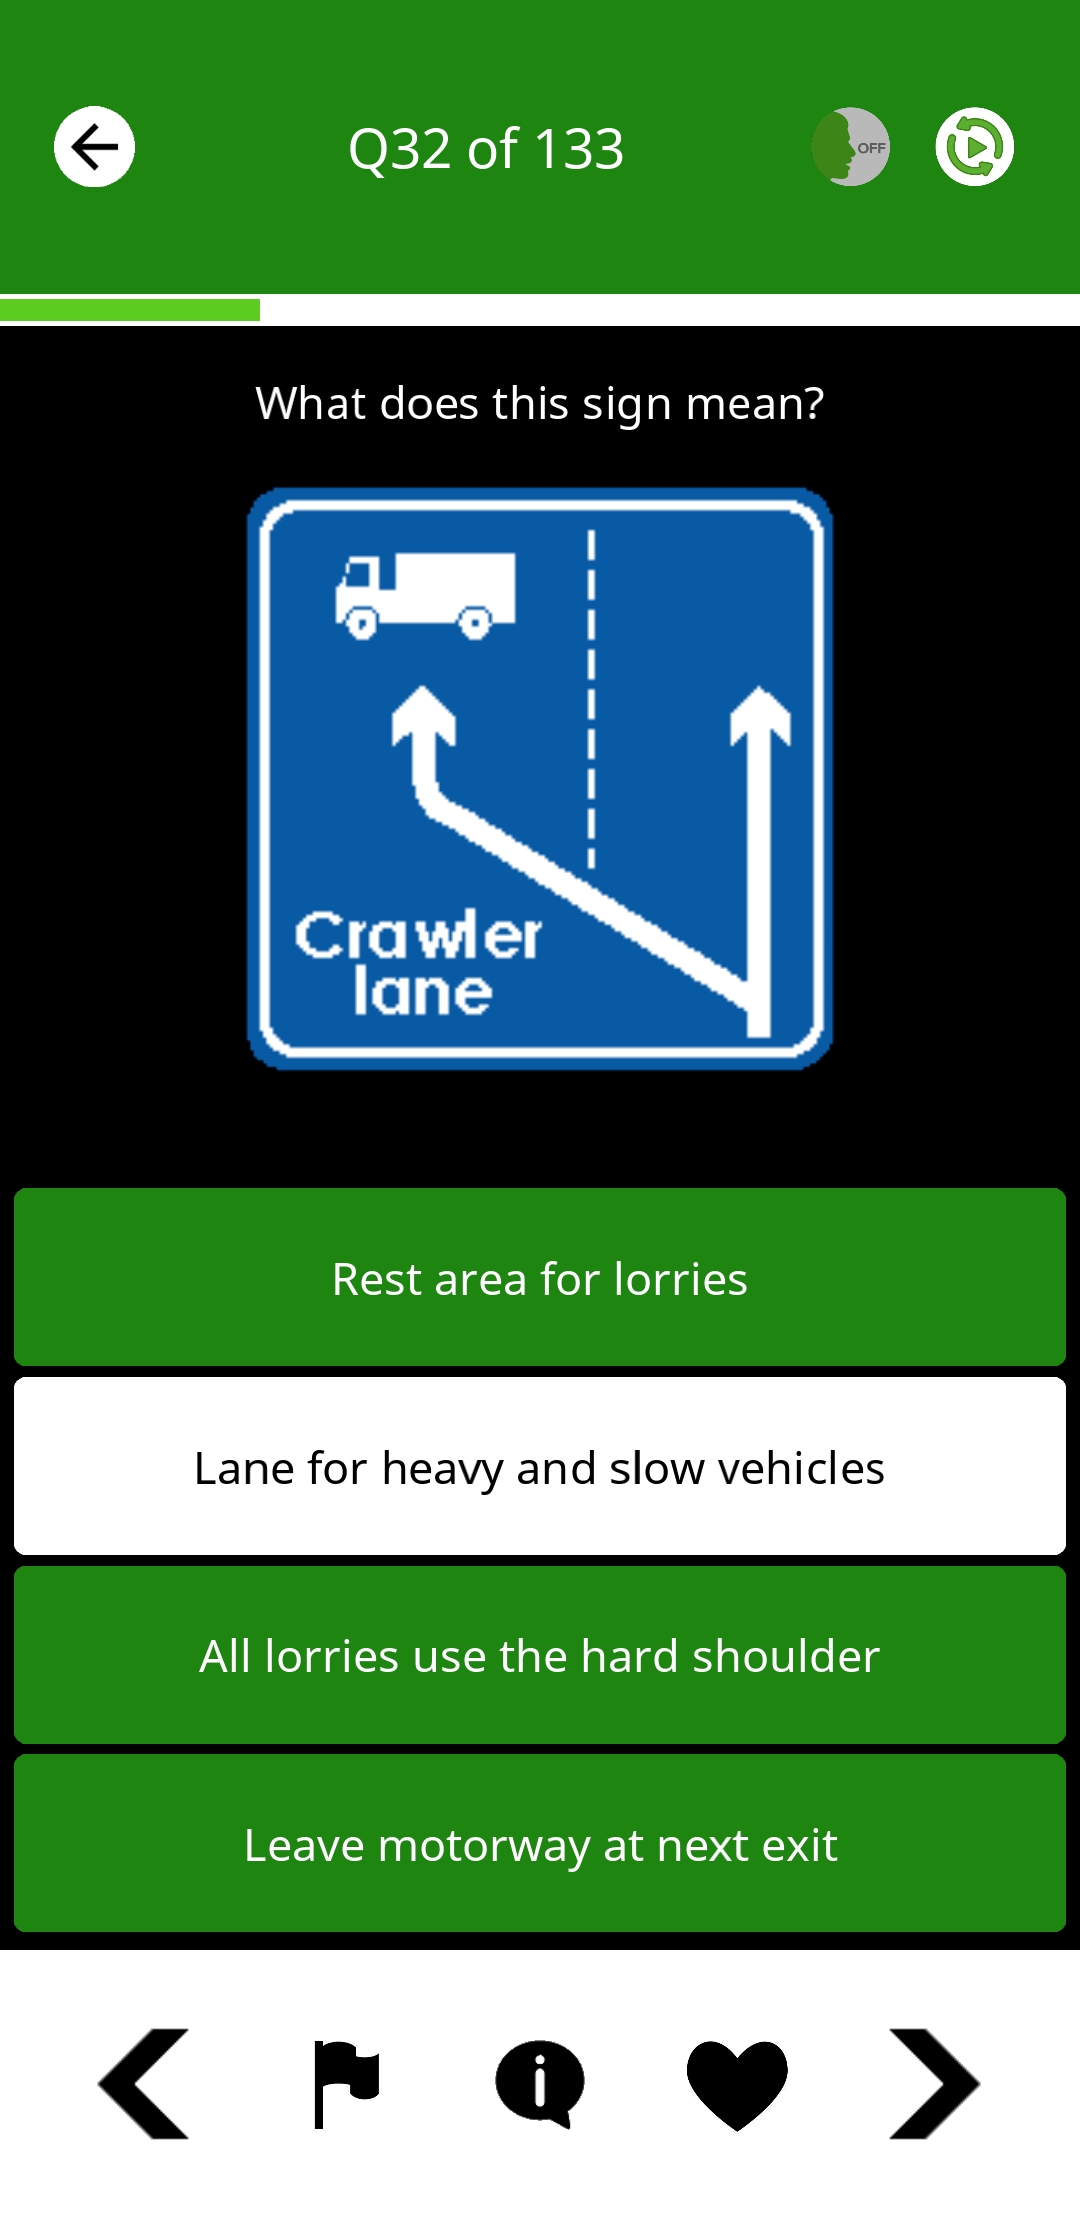 Q32 of 133
OFF
What does this sign mean?
Crawler
lane
Rest area for lorries
Lane for heavy and slow vehicles
All lorries use the hard shoulder
Leave motorway at next exit